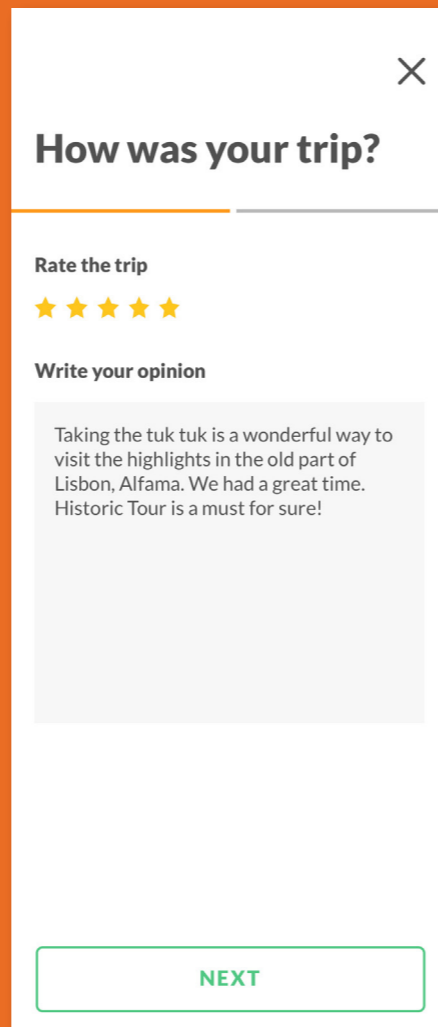 How was your trip?
Rate the trip
Write your opinion
Taking the tuk tuk is a wonderful way to
visit the highlights in the old part of
Lisbon, Alfama. We had a great time.
Historic Tour is a must for sure!
NEXT